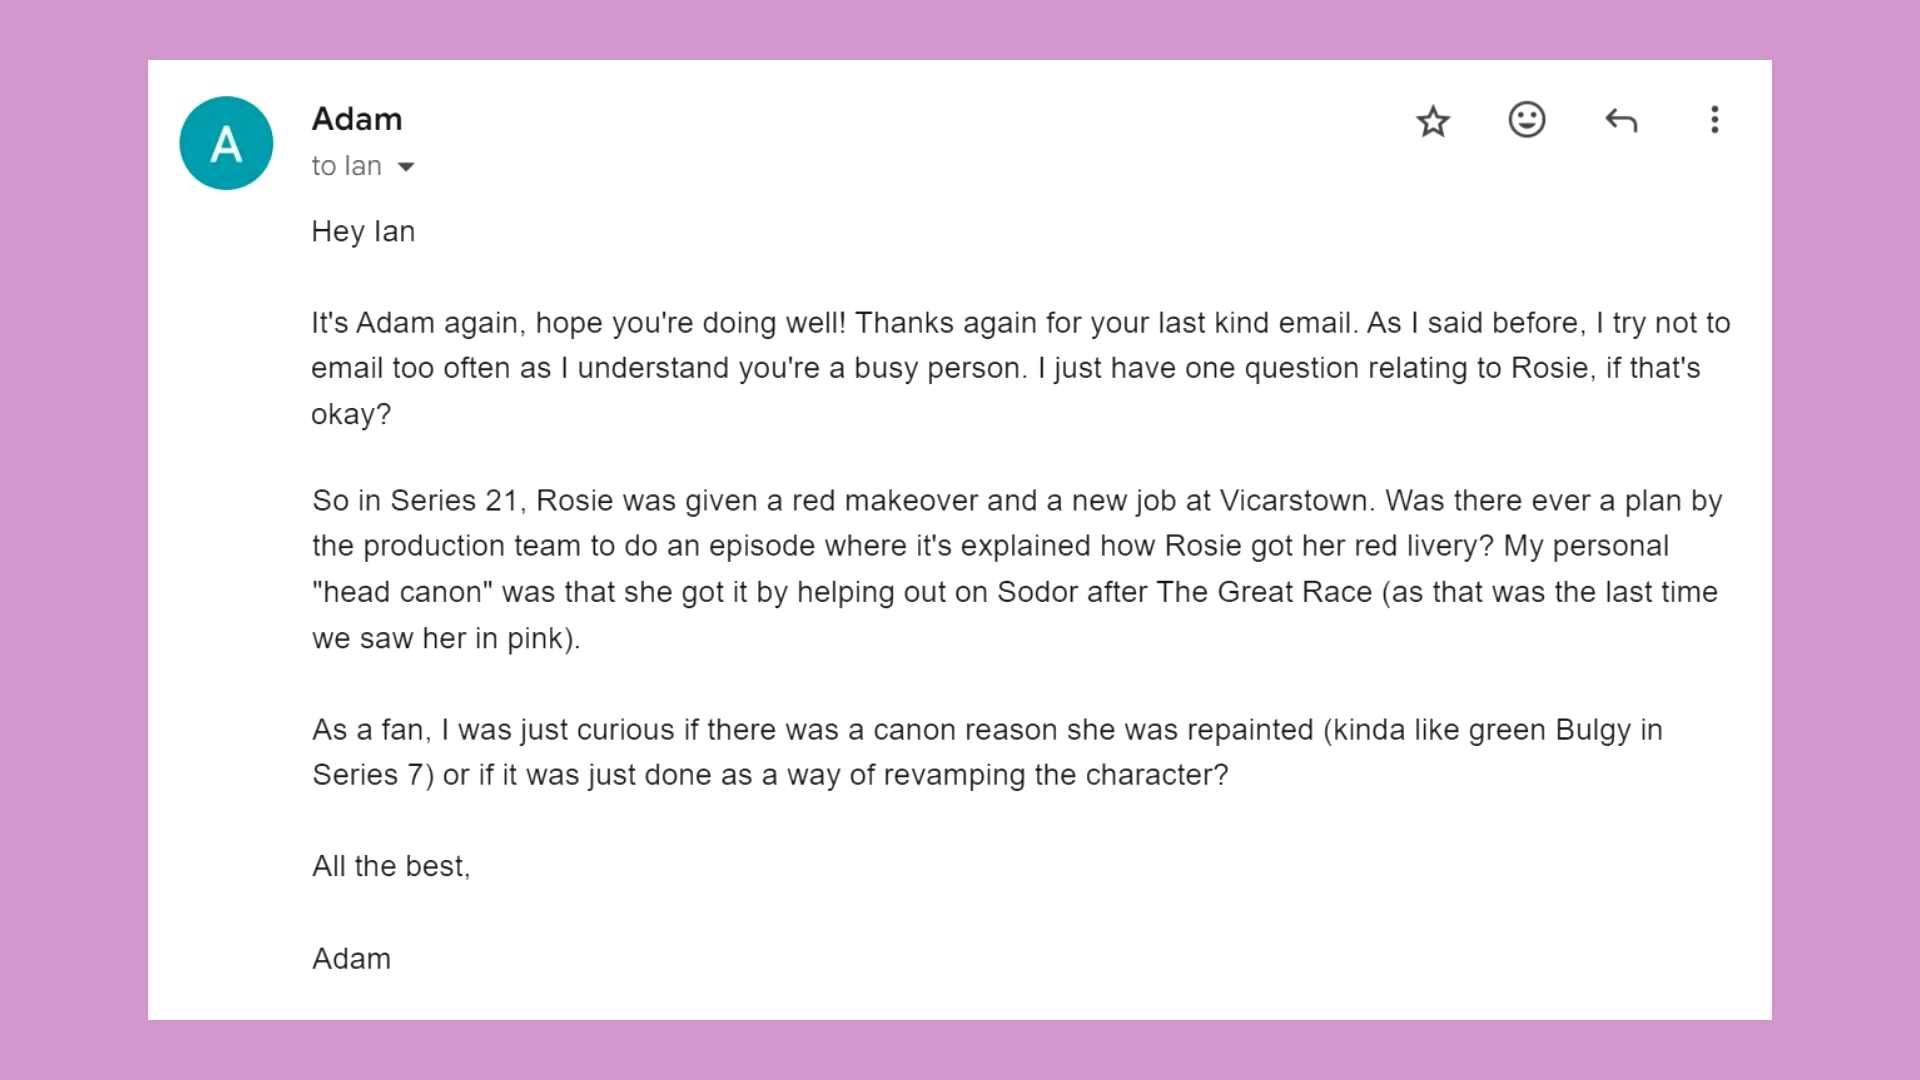 A
Adam
to Ian
Hey Ian
It's Adam again, hope you're doing well! Thanks again for your last kind email. As I said before, I try not to
email too often as I understand you're a busy person. I just have one question relating to Rosie, if that's
okay?
So in Series 21, Rosie was given a red makeover and a new job at Vicarstown. Was there ever a plan by
the production team to do an episode where it's explained how Rosie got her red livery? My personal
"head canon" was that she got it by helping out on Sodor after The Great Race (as that was the last time
we saw her in pink).
As a fan, I was just curious if there was a canon reason she was repainted (kinda like green Bulgy in
Series 7) or if it was just done as a way of revamping the character?
All the best,
Adam